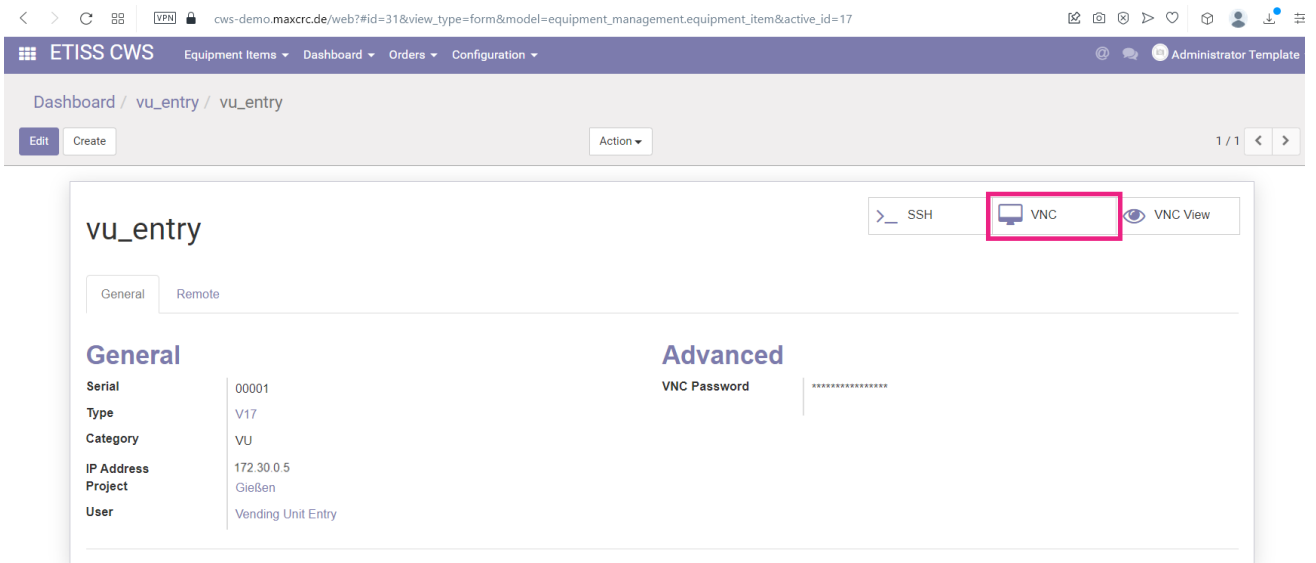 VPN cws-demo.maxcrc.de/web?#id=31&view_type=form&model=equipment_management.equipment_item&active_id=17
ETISS CWS Equipment Items Dashboard Orders Configuration @ Administrator Template
Dashboard / vu_entry / vu_entry
Edit Create Action 1 / 1
vu_entry
>_ SSH VNC VNC View
General Remote
General Advanced
Serial 00001 VNC Password ***************
Type V17
Category VU
IP Address 172.30.0.5
Project Gießen
User Vending Unit Entry